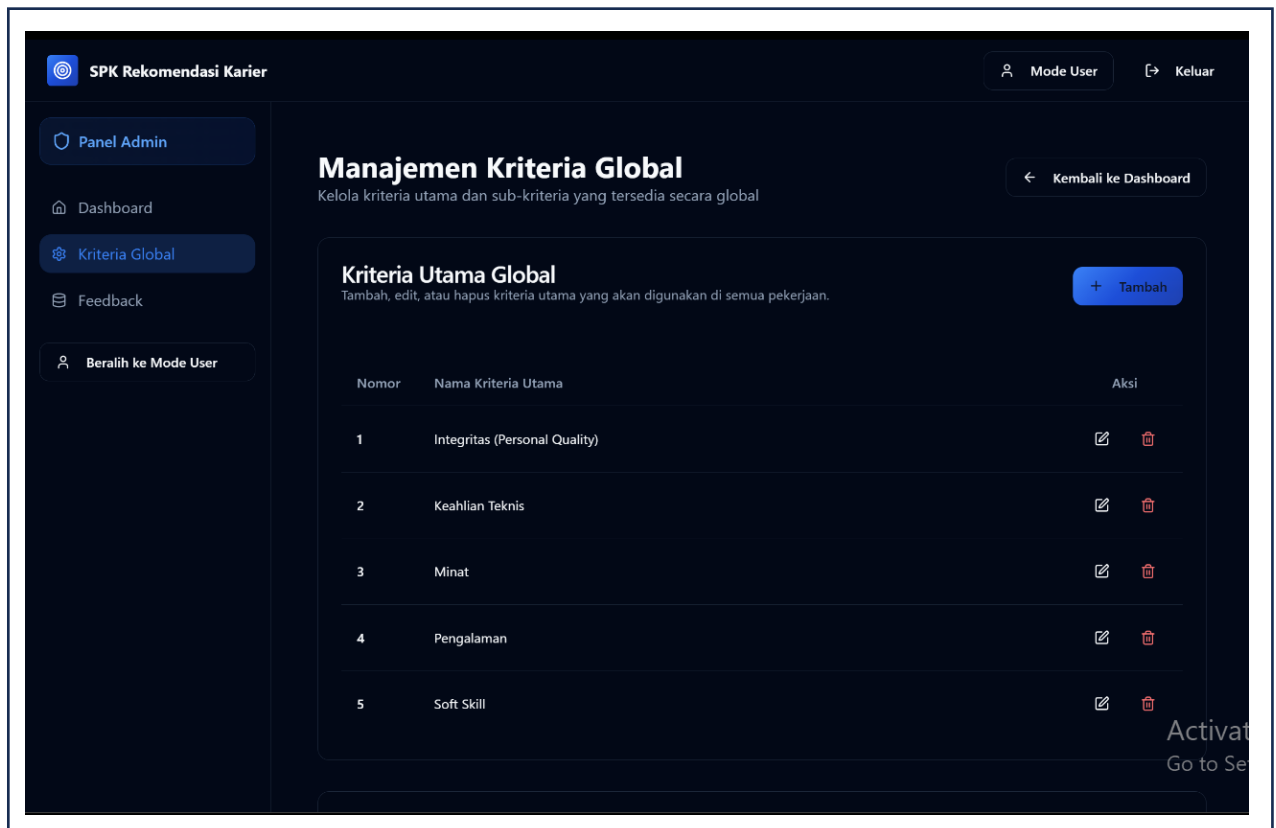 SPK Rekomendasi Karier
Mode User
Keluar
Panel Admin
Dashboard
Kriteria Global
Feedback
Beralih ke Mode User
Manajemen Kriteria Global
Kelola kriteria utama dan sub-kriteria yang tersedia secara global
Kembali ke Dashboard
Kriteria Utama Global
Tambah, edit, atau hapus kriteria utama yang akan digunakan di semua pekerjaan.
+ Tambah
Nomor Nama Kriteria Utama Aksi
1 Integritas (Personal Quality)
2 Keahlian Teknis
3 Minat
4 Pengalaman
5 Soft Skill
Activat
Go to Se